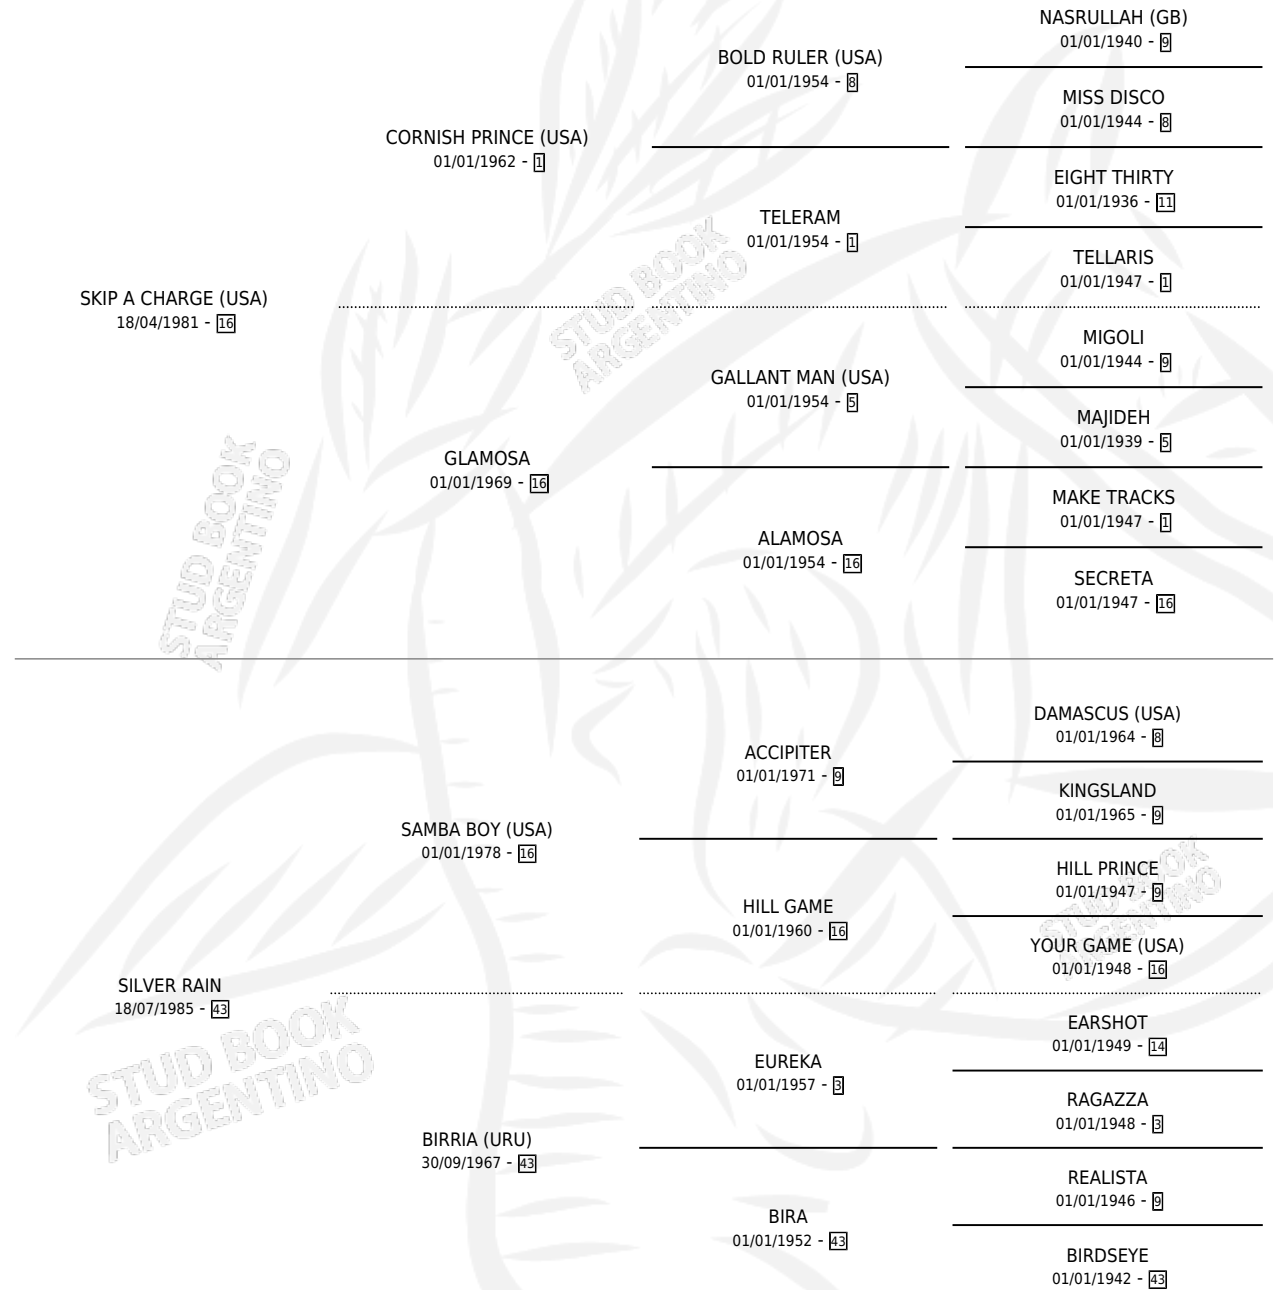 NASRULLAH (GB)
01/01/1940 - 9
BOLD RULER (USA)
01/01/1954 - 8
MISS DISCO
01/01/1944 - 8
CORNISH PRINCE (USA)
01/01/1962 - 1
EIGHT THIRTY
01/01/1936 - 11
TELERAM
01/01/1954 - 1
TELLARIS
01/01/1947 - 1
SKIP A CHARGE (USA)
18/04/1981 - 16
MIGOLI
01/01/1944 - 9
GALLANT MAN (USA)
01/01/1954 - 5
MAJIDEH
01/01/1939 - 5
GLAMOSA
01/01/1969 - 16
MAKE TRACKS
01/01/1947 - 1
ALAMOSA
01/01/1954 - 16
SECRETA
01/01/1947 - 16
STUD BOOK
ARGENTINO
STUD BOOK
ARGENTINO
DAMASCUS (USA)
01/01/1964 - 8
ACCIPITER
01/01/1971 - 9
KINGSLAND
01/01/1965 - 9
SAMBA BOY (USA)
01/01/1978 - 16
HILL PRINCE
01/01/1947 - 9
HILL GAME
01/01/1960 - 16
YOUR GAME (USA)
01/01/1948 - 16
STUD BOOK
ARGENTINO
SILVER RAIN
18/07/1985 - 43
EARSHOT
01/01/1949 - 14
EUREKA
01/01/1957 - 3
RAGAZZA
01/01/1948 - 3
BIRRIA (URU)
30/09/1967 - 43
REALISTA
01/01/1946 - 9
BIRA
01/01/1952 - 43
BIRDSEYE
01/01/1942 - 43
STUD BOOK
ARGENTINO